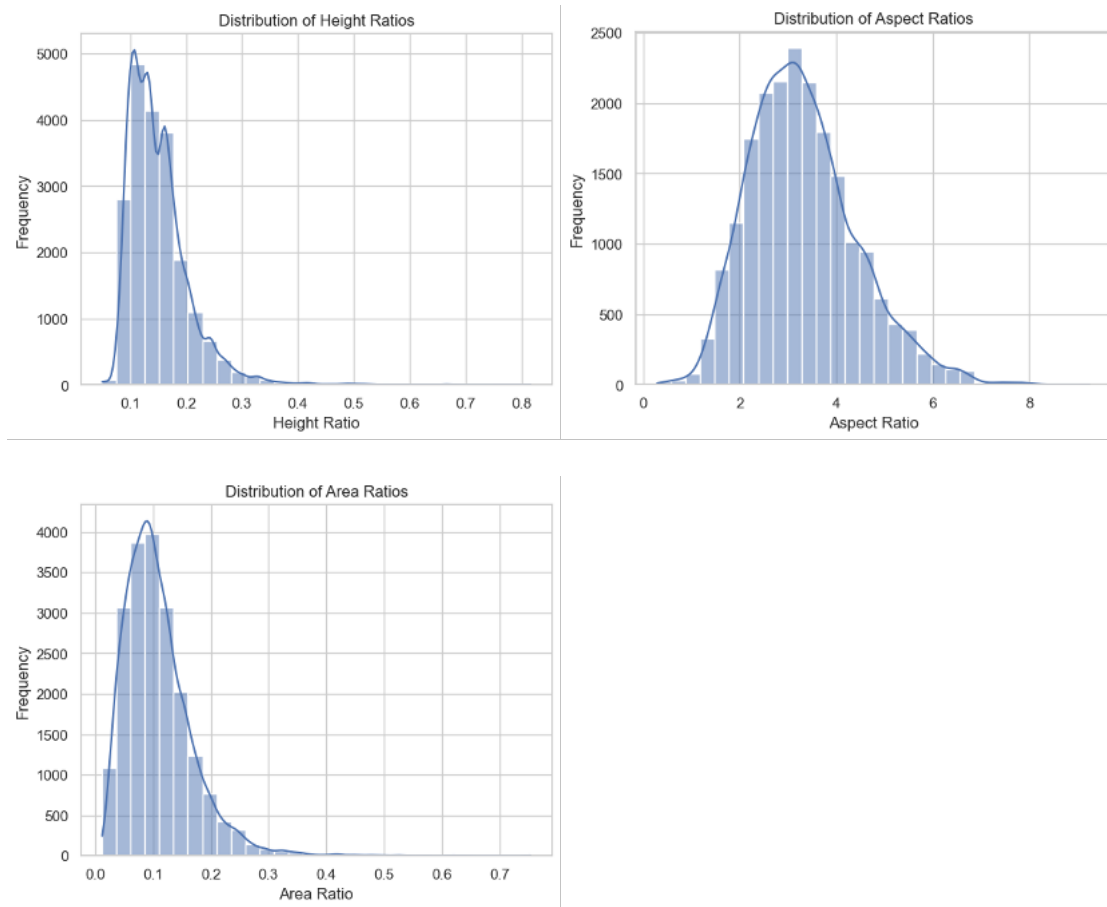 Distribution of Height Ratios
5000
4000
3000
2000
1000
0
Frequency
0.1 0.2 0.3 0.4 0.5 0.6 0.7 0.8
Height Ratio
Distribution of Aspect Ratios
2500
2000
1500
1000
500
0
Frequency
0 2 4 6 8
Aspect Ratio
Distribution of Area Ratios
4000
3500
3000
2500
2000
1500
1000
500
0
Frequency
0.0 0.1 0.2 0.3 0.4 0.5 0.6 0.7
Area Ratio